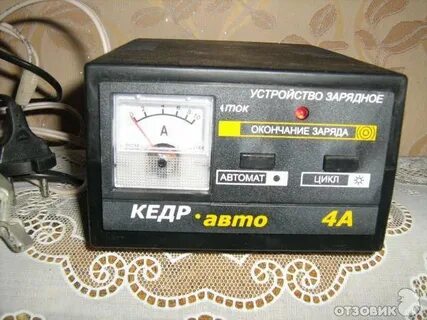 УСТРОЙСТВО ЗАРЯДНОЕ
ток
ОКОНЧАНИЕ ЗАРЯДА
A
АВТОМАТ
ЦИКЛ
КЕДР·авто 4А
ОТЗОВИК